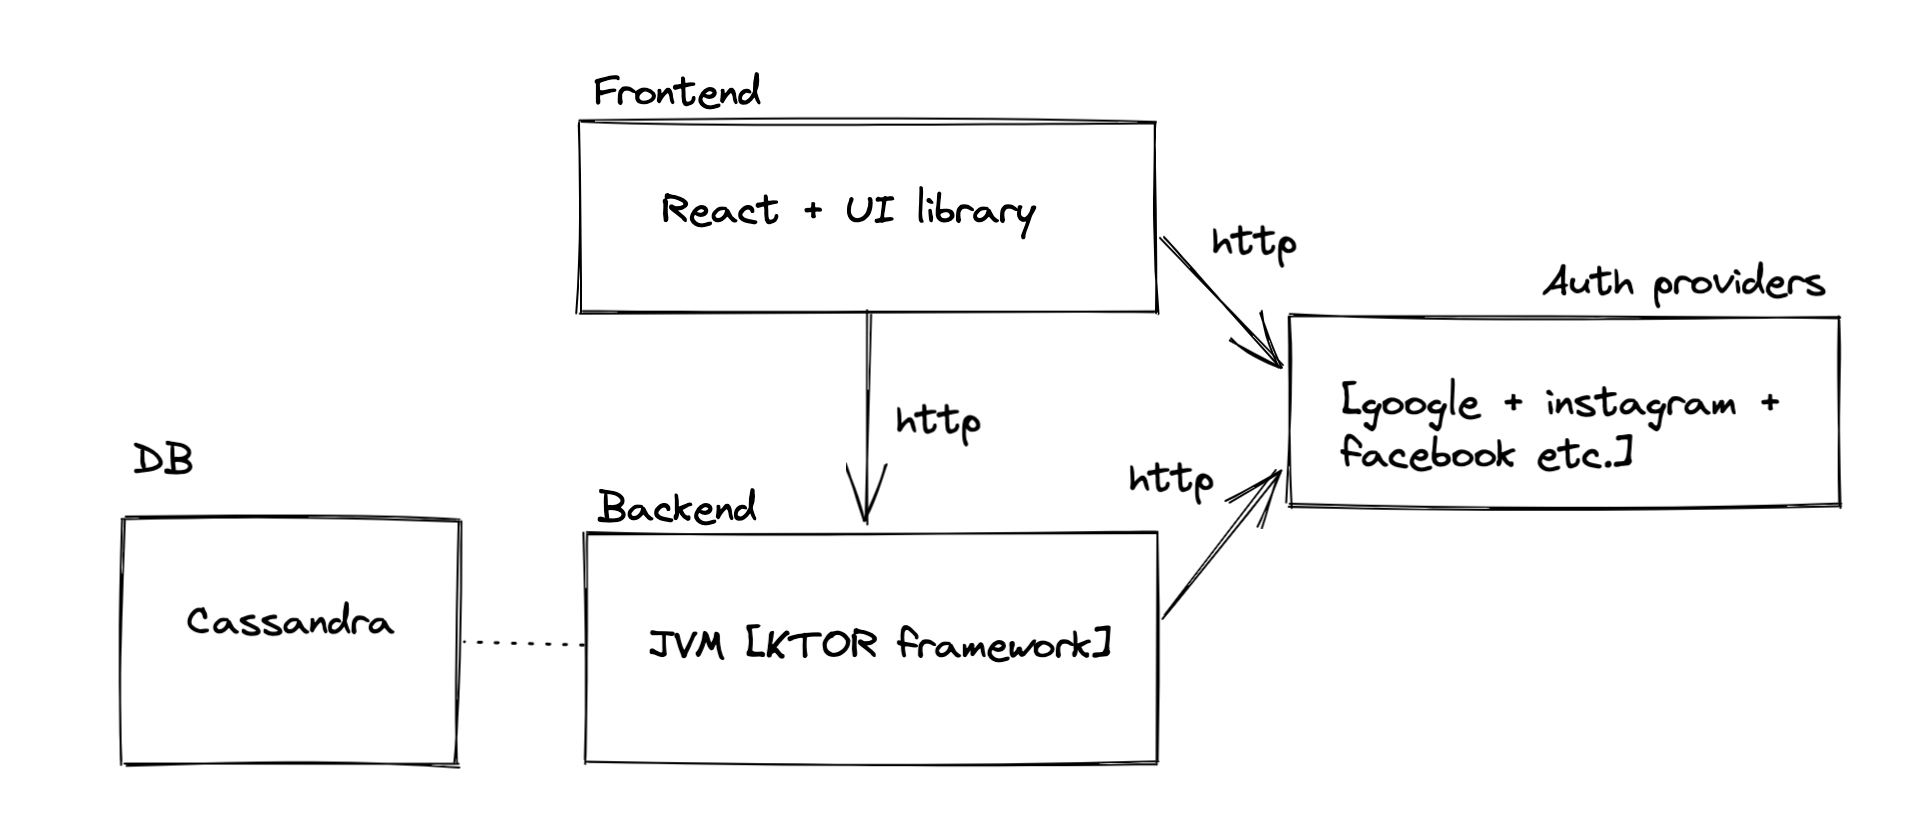 Frontend
React + UI library
http
Auth providers
[google + instagram +
facebook etc.]
http
DB
http
Backend
Cassandra
JVM [KTOR framework]